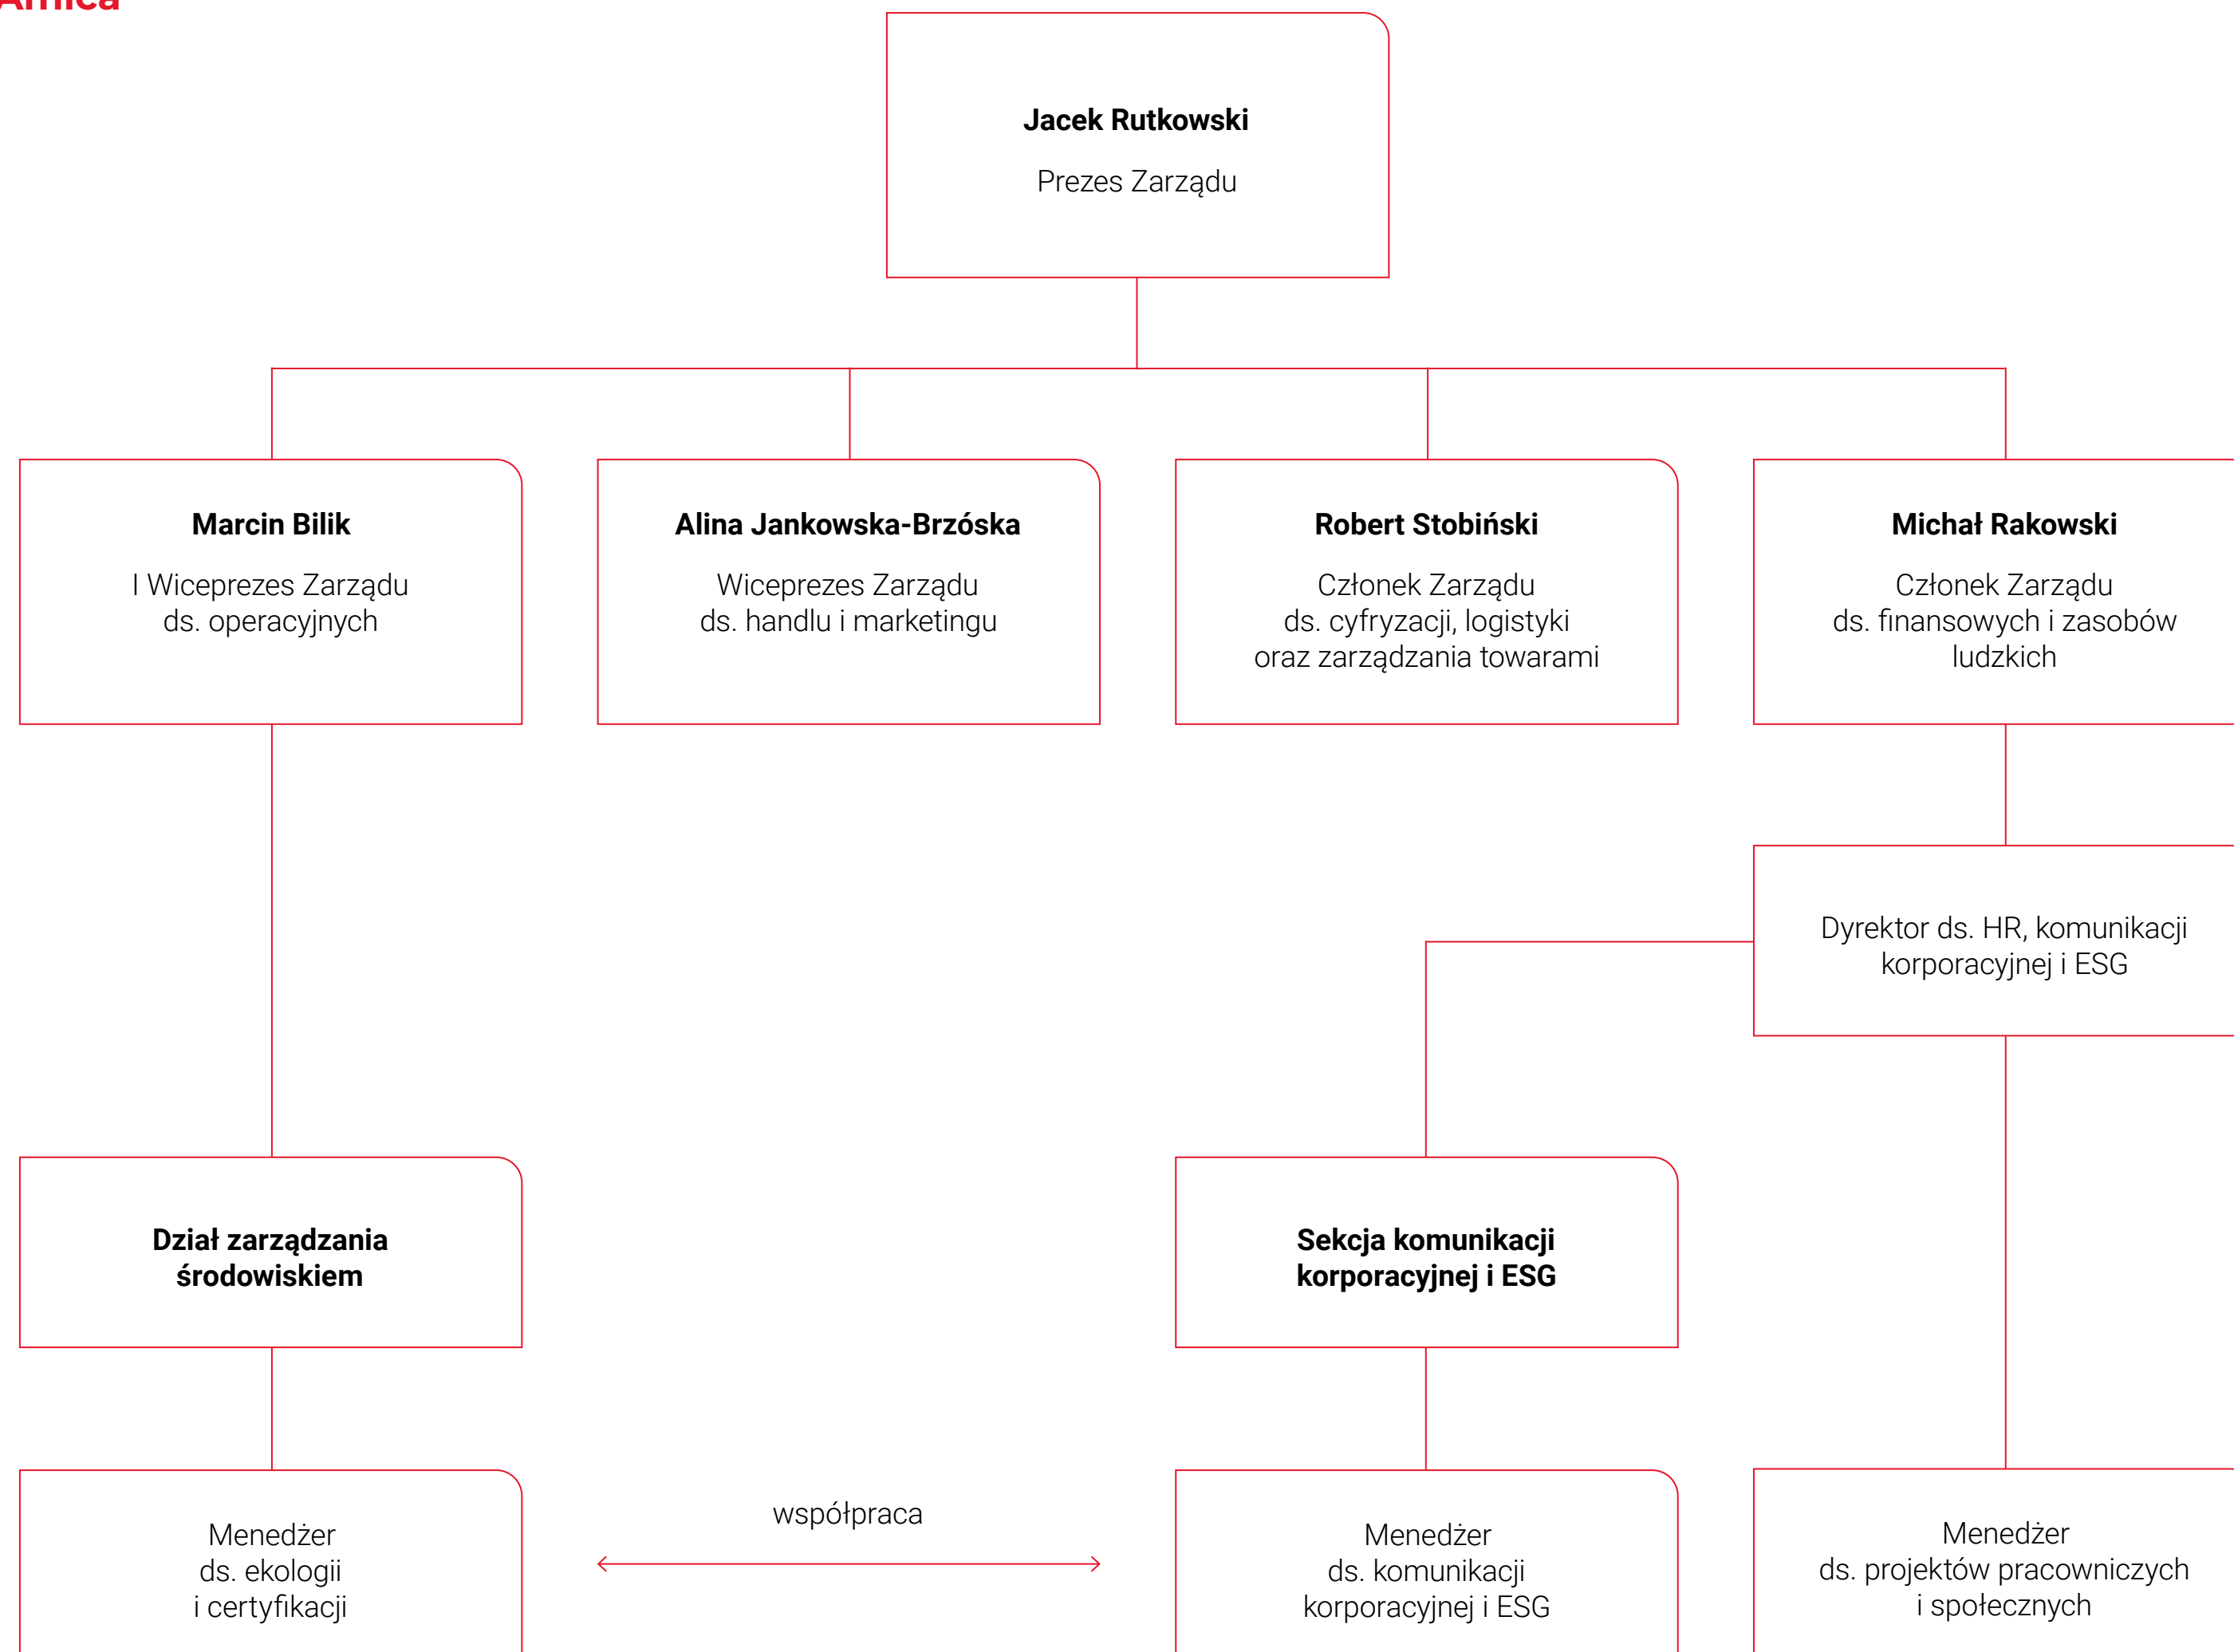 Amica
Jacek Rutkowski
Prezes Zarządu
Marcin Bilik
I Wiceprezes Zarządu
ds. operacyjnych
Alina Jankowska-Brzóska
Wiceprezes Zarządu
ds. handlu i marketingu
Robert Stobiński
Członek Zarządu
ds. cyfryzacji, logistyki
oraz zarządzania towarami
Michał Rakowski
Członek Zarządu
ds. finansowych i zasobów
ludzkich
Dyrektor ds. HR, komunikacji
korporacyjnej i ESG
Dział zarządzania
środowiskiem
Sekcja komunikacji
korporacyjnej i ESG
Menedżer
ds. ekologii
i certyfikacji
współpraca
Menedżer
ds. komunikacji
korporacyjnej i ESG
Menedżer
ds. projektów pracowniczych
i społecznych